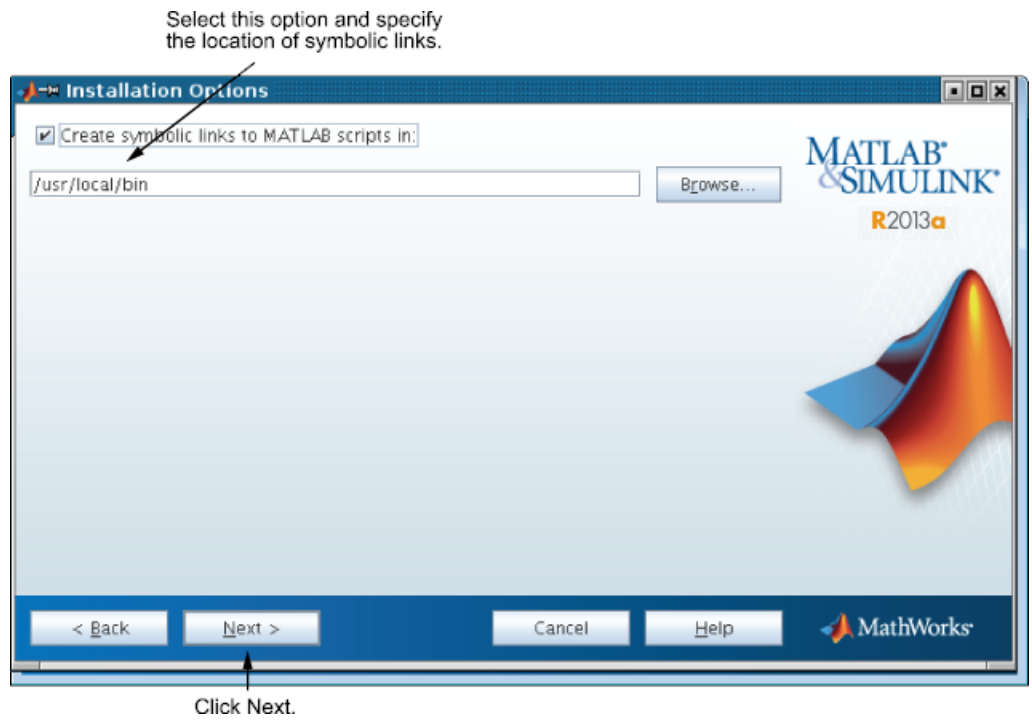 Select this option and specify
the location of symbolic links.
Installation Options
Create symbolic links to MATLAB scripts in:
/usr/local/bin
Browse...
MATLAB®
&SIMULINK®
R2013a
< Back
Next >
Cancel
Help
MathWorks®
Click Next.